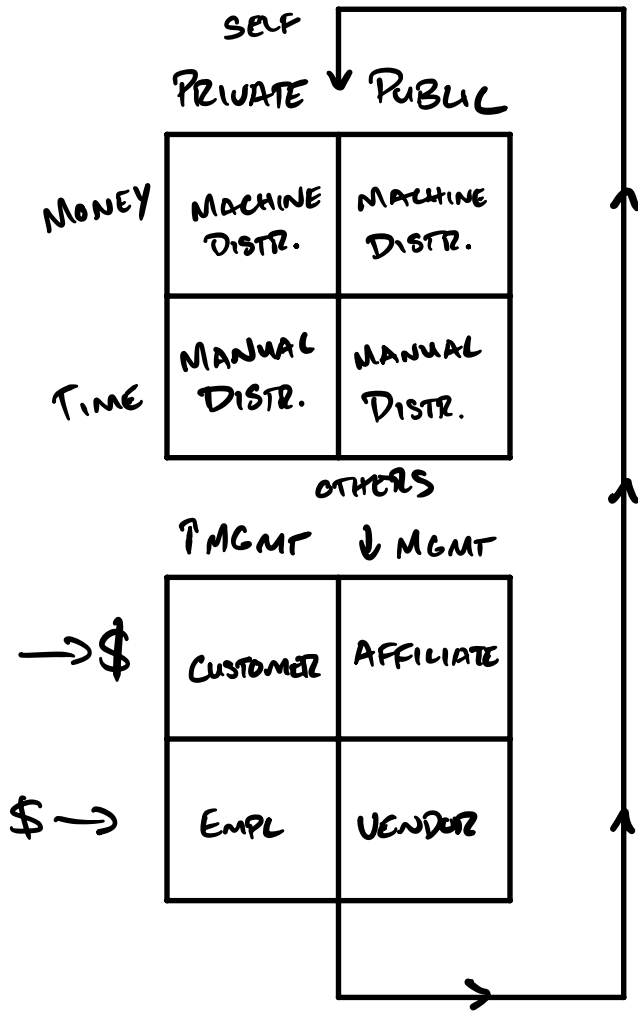 SELF
PRIVATE PUBLIC
MONEY
MACHINE DISTR.
MACHINE DISTR.
TIME
MANUAL DISTR.
MANUAL DISTR.
OTHERS
↑ MGMT ↓ MGMT
→ $
CUSTOMER
AFFILIATE
$ →
EMPL
VENDOR